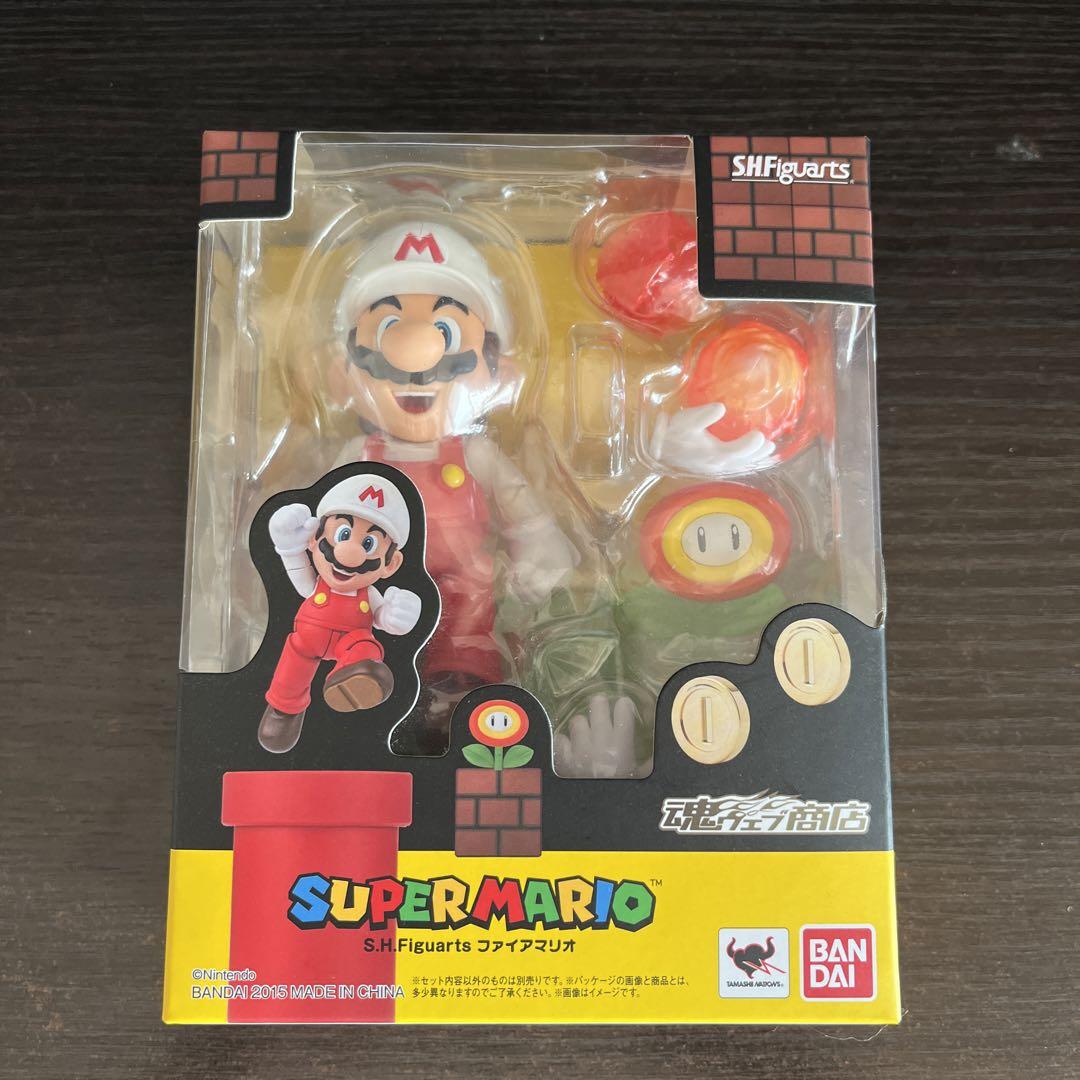 S.H.Figuarts
M
M
魂ウェブ商店
SUPER MARIO™
S.H.Figuarts ファイアマリオ
©Nintendo
BANDAI 2015 MADE IN CHINA
※セット内容以外のものは別売りです。※パッケージの画像と商品とは、
多少異なりますのでご了承ください。※画像はイメージです。
TAMASHII NATIONS®
BAN
DAI